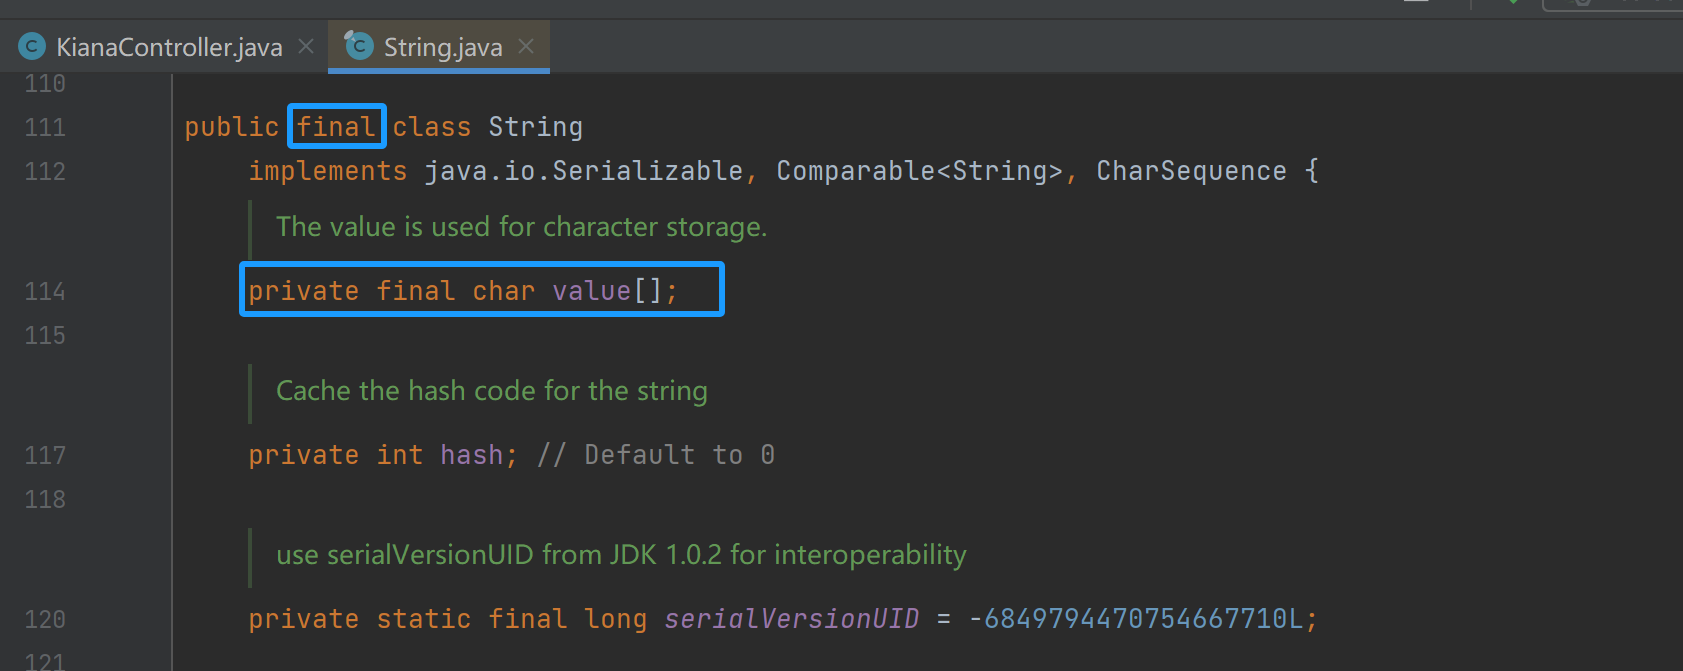 KianaController.java
String.java
110
111 public final class String
112 implements java.io.Serializable, Comparable<String>, CharSequence {
The value is used for character storage.
114 private final char value[];
115
Cache the hash code for the string
117 private int hash; // Default to 0
118
use serialVersionUID from JDK 1.0.2 for interoperability
120 private static final long serialVersionUID = -6849794470754667710L;
121